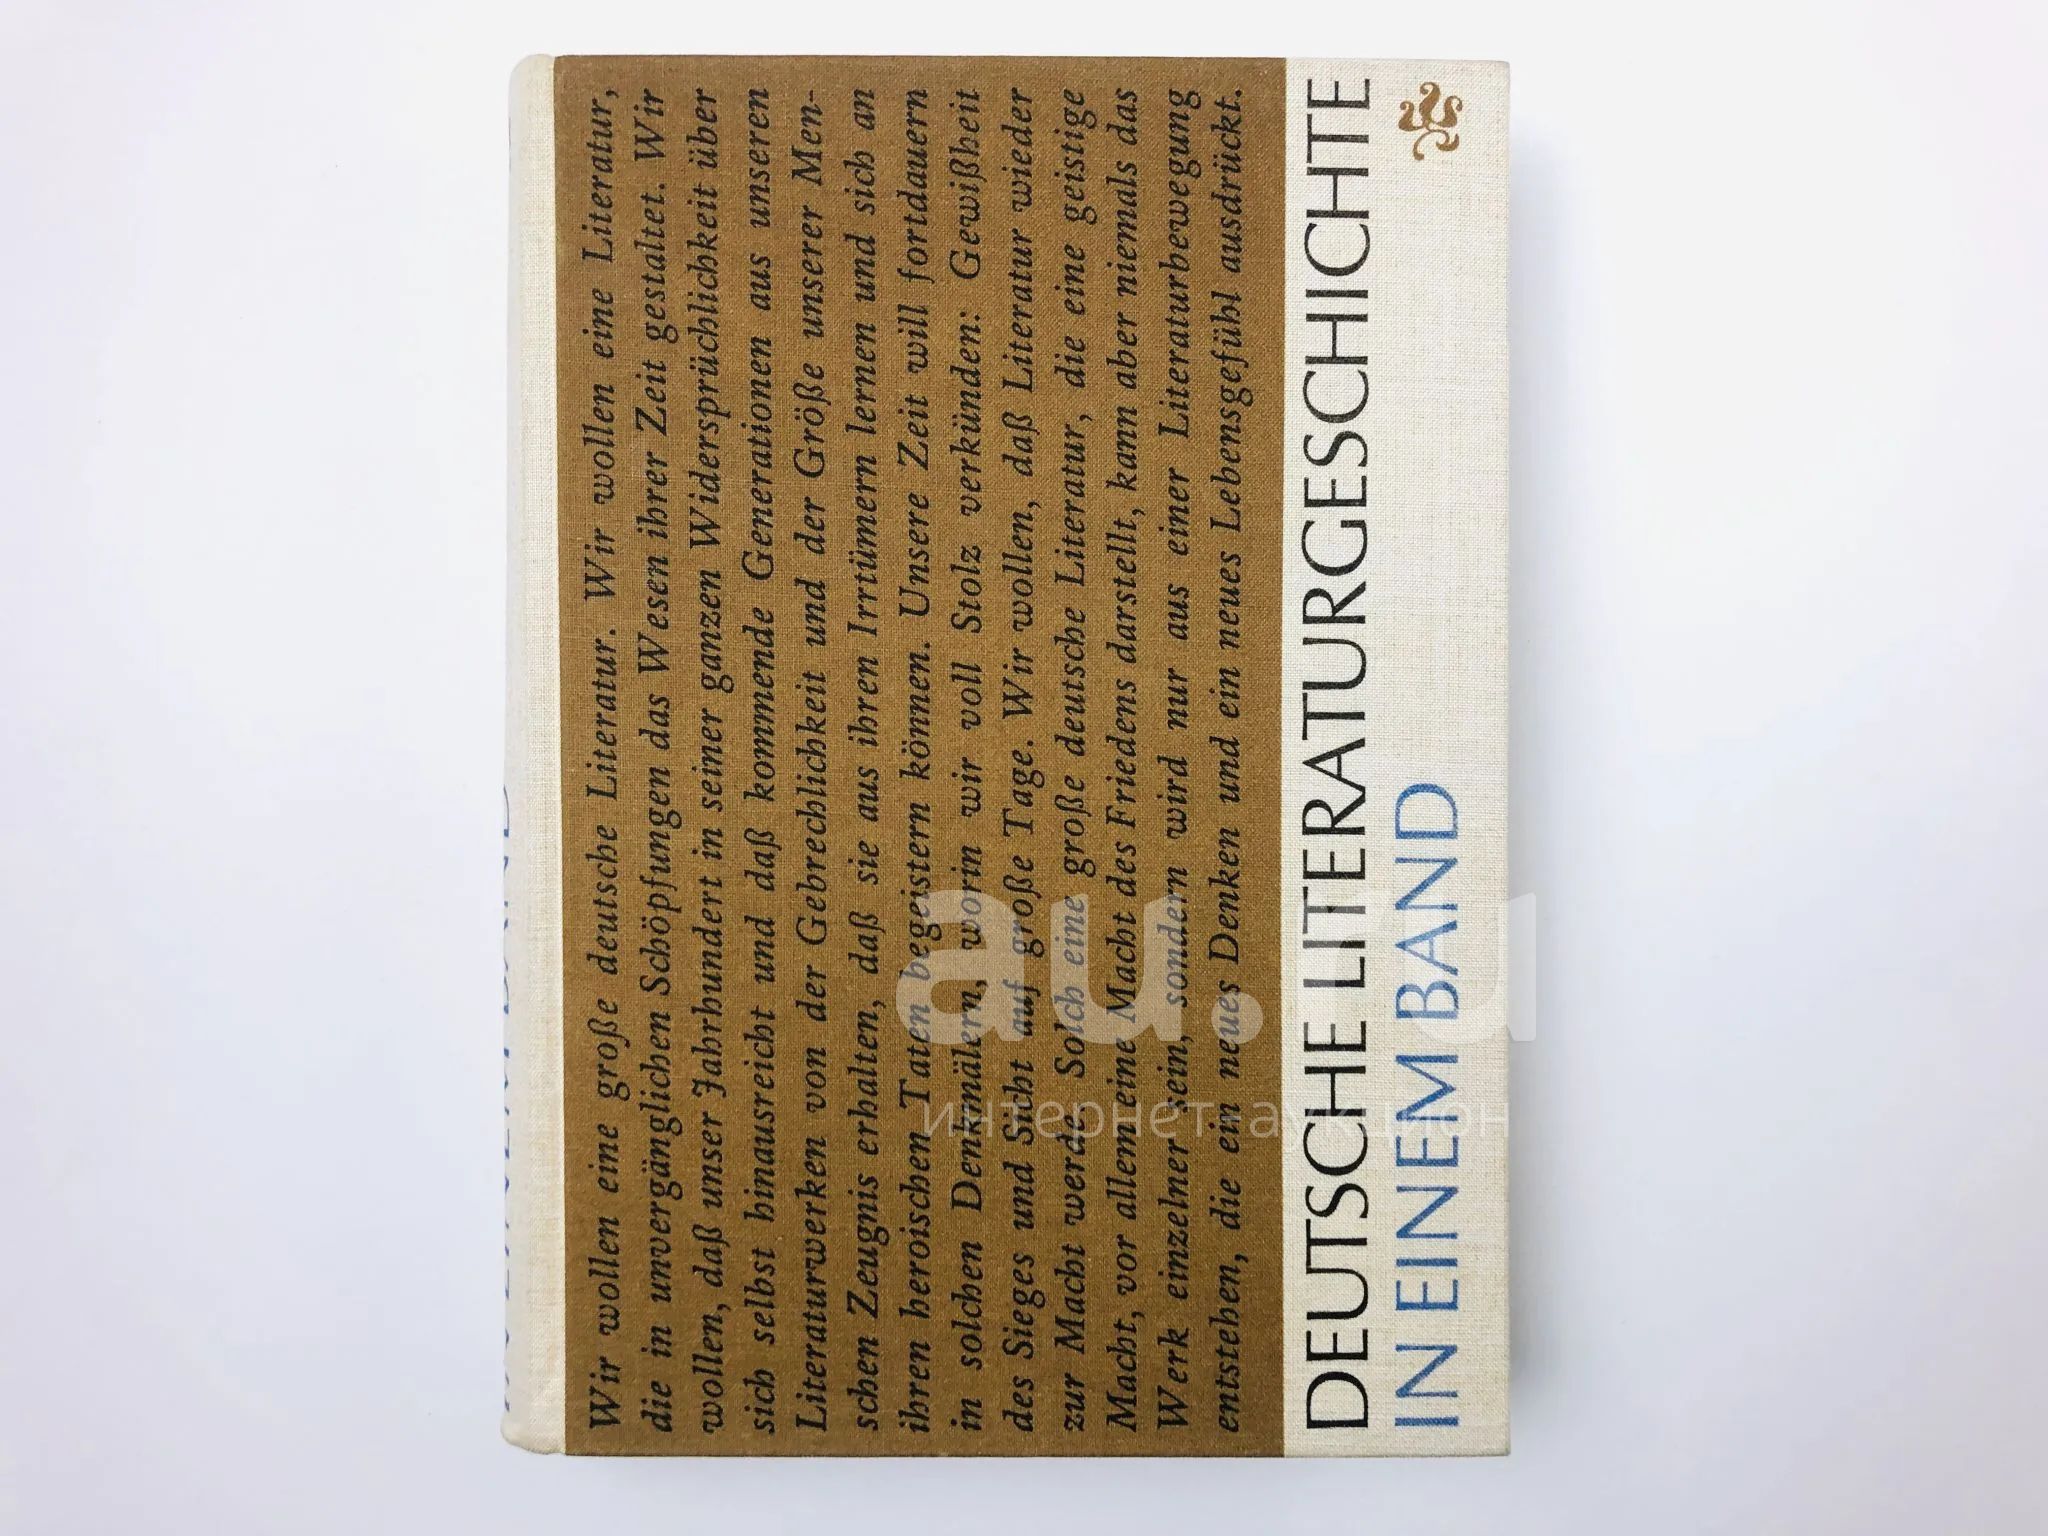 Wir wollen eine große deutsche Literatur. Wir wollen eine Literatur,
die in unvergänglichen Schöpfungen das Wesen ihrer Zeit gestaltet. Wir
wollen, daß unser Jahrhundert in seiner ganzen Widersprüchlichkeit über
sich selbst hinausreicht und daß kommende Generationen aus unseren
Literaturwerken von der Gebrechlichkeit und der Größe unserer Men-
schen Zeugnis erhalten, daß sie aus ihren Irrtümern lernen und sich an
ihren heroischen Taten begeistern können. Unsere Zeit will fortdauern
in solchen Denkmälern, worin wir voll Stolz verkünden: Gewißheit
des Sieges und Sicht auf große Tage. Wir wollen, daß Literatur wieder
zur Macht werde. Solch eine große deutsche Literatur, die eine geistige
Macht, vor allem eine Macht des Friedens darstellt, kann aber niemals das
Werk einzelner sein, sondern wird nur aus einer Literaturbewegung
entstehen, die ein neues Denken und ein neues Lebensgefühl ausdrückt.
DEUTSCHE LITERATURGESCHICHTE
IN EINEM BAND
au.ru
интернет-аукцион